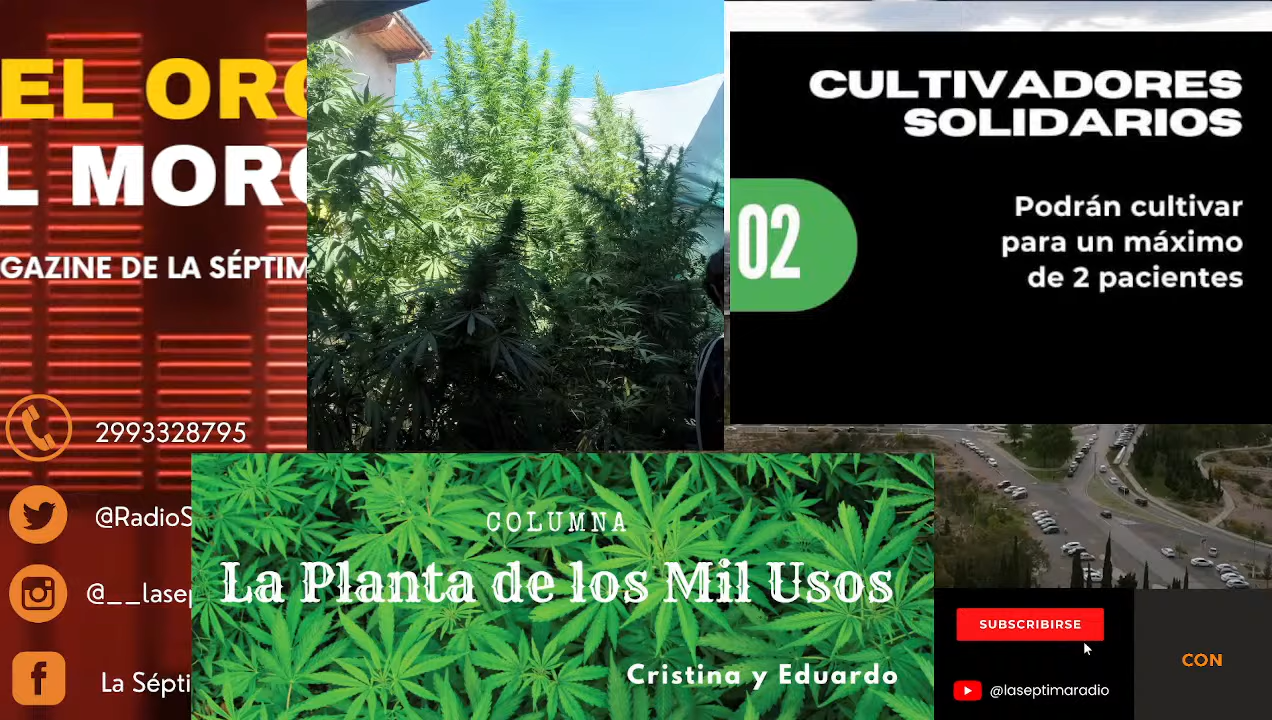 EL ORO
L MORO
GAZINE DE LA SÉPTIM
2993328795
@RadioS
@__lasep
La Sépti
CULTIVADORES
SOLIDARIOS
02
Podrán cultivar
para un máximo
de 2 pacientes
COLUMNA
La Planta de los Mil Usos
Cristina y Eduardo
SUBSCRIBIRSE
@laseptimaradio
CON